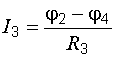 I₃ = (φ₂ − φ₄) / R₃